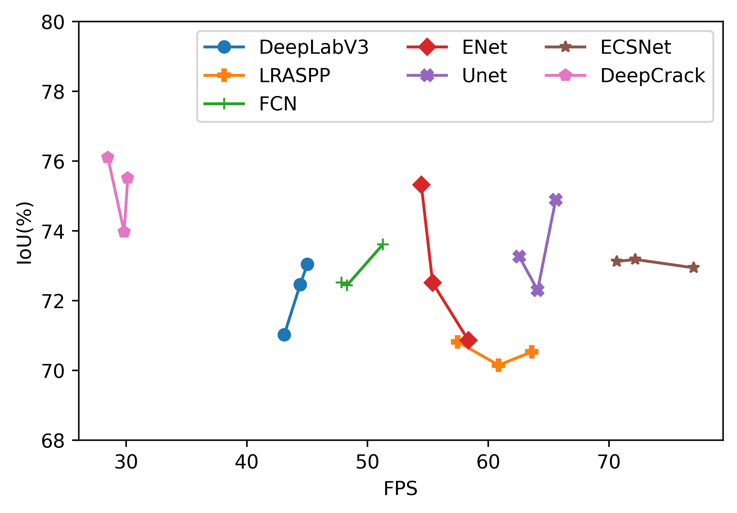 80
78
76
74
72
70
68
IoU(%)
DeepLabV3
LRASPP
FCN
ENet
Unet
ECSNet
DeepCrack
30
40
50
60
70
FPS